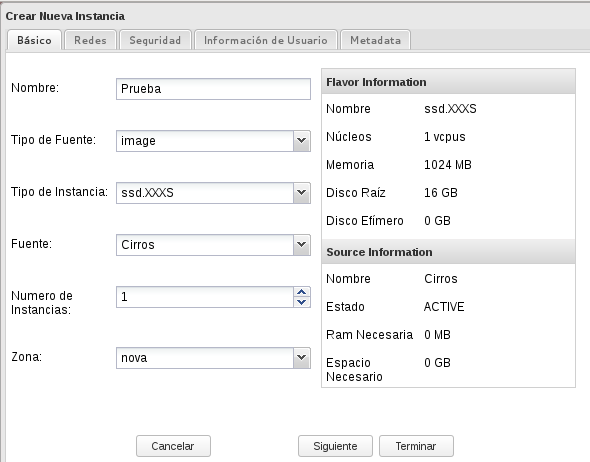 Crear Nueva Instancia
Básico Redes Seguridad Información de Usuario Metadata
Nombre: Prueba
Tipo de Fuente: image
Tipo de Instancia: ssd.XXXS
Fuente: Cirros
Numero de
Instancias: 1
Zona: nova
Flavor Information
Nombre ssd.XXXS
Núcleos 1 vcpus
Memoria 1024 MB
Disco Raíz 16 GB
Disco Efímero 0 GB
Source Information
Nombre Cirros
Estado ACTIVE
Ram Necesaria 0 MB
Espacio
Necesario 0 GB
Cancelar Siguiente Terminar